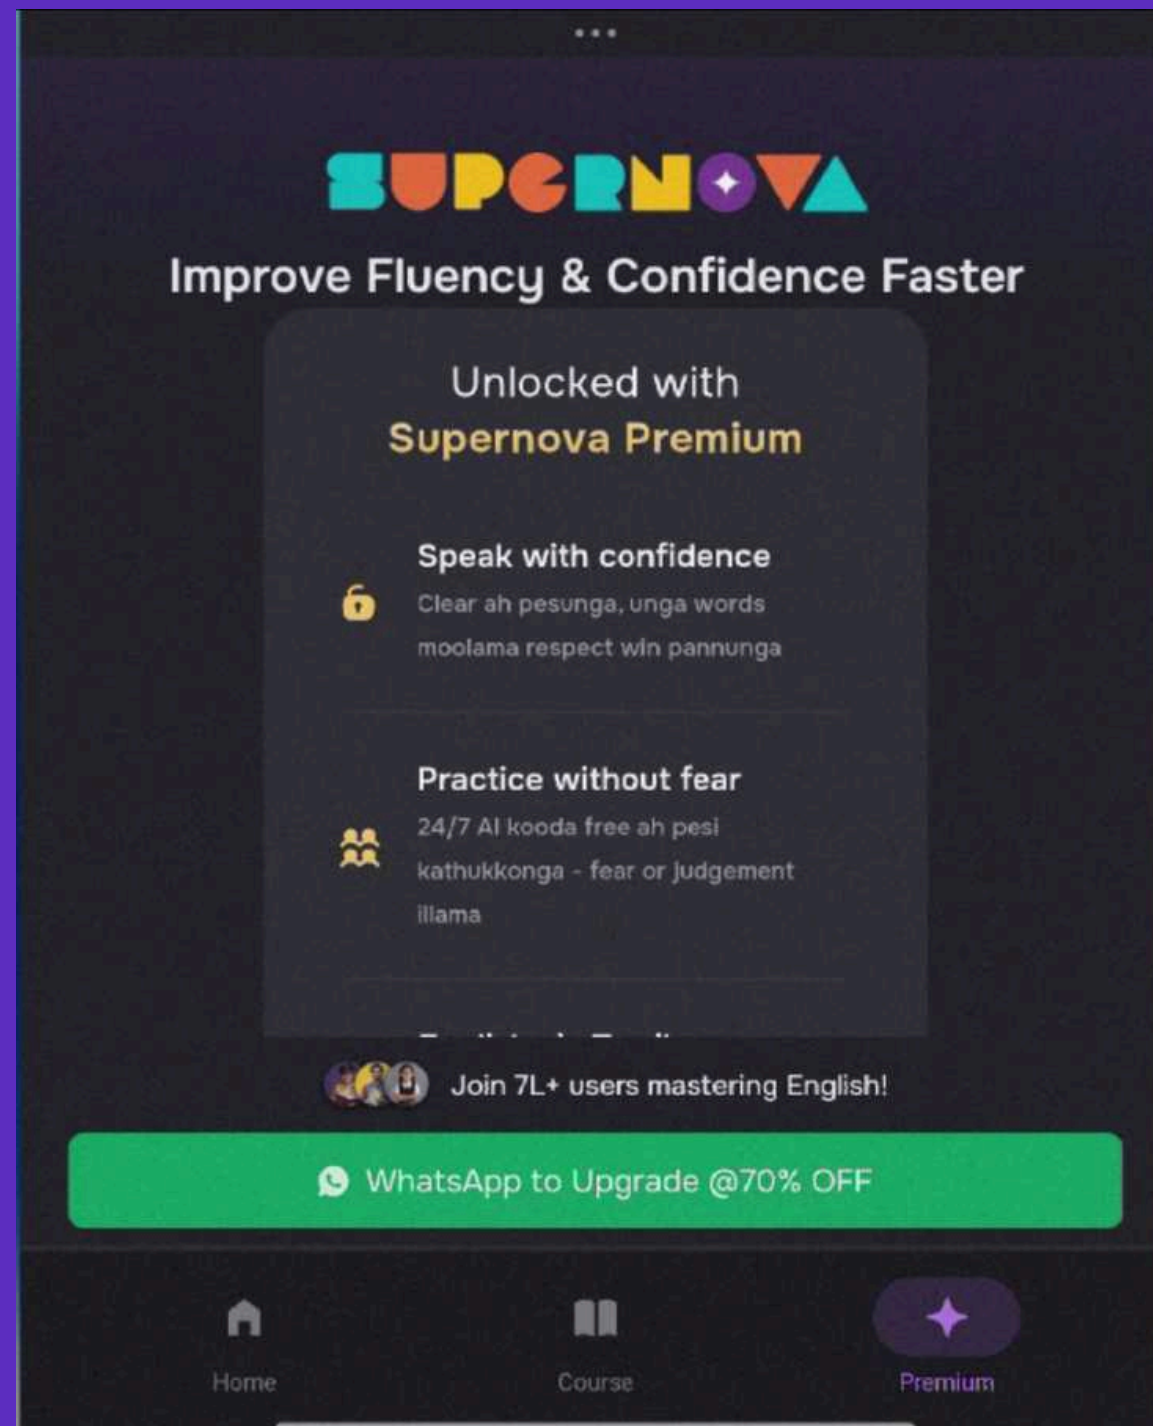 SUPERNOVA
Improve Fluency & Confidence Faster
Unlocked with
Supernova Premium
Speak with confidence
Clear ah pesunga, unga words
moolama respect win pannunga
Practice without fear
24/7 AI kooda free ah pesi
kathukkonga - fear or judgement
illama
Join 7L+ users mastering English!
WhatsApp to Upgrade @70% OFF
Home
Course
Premium